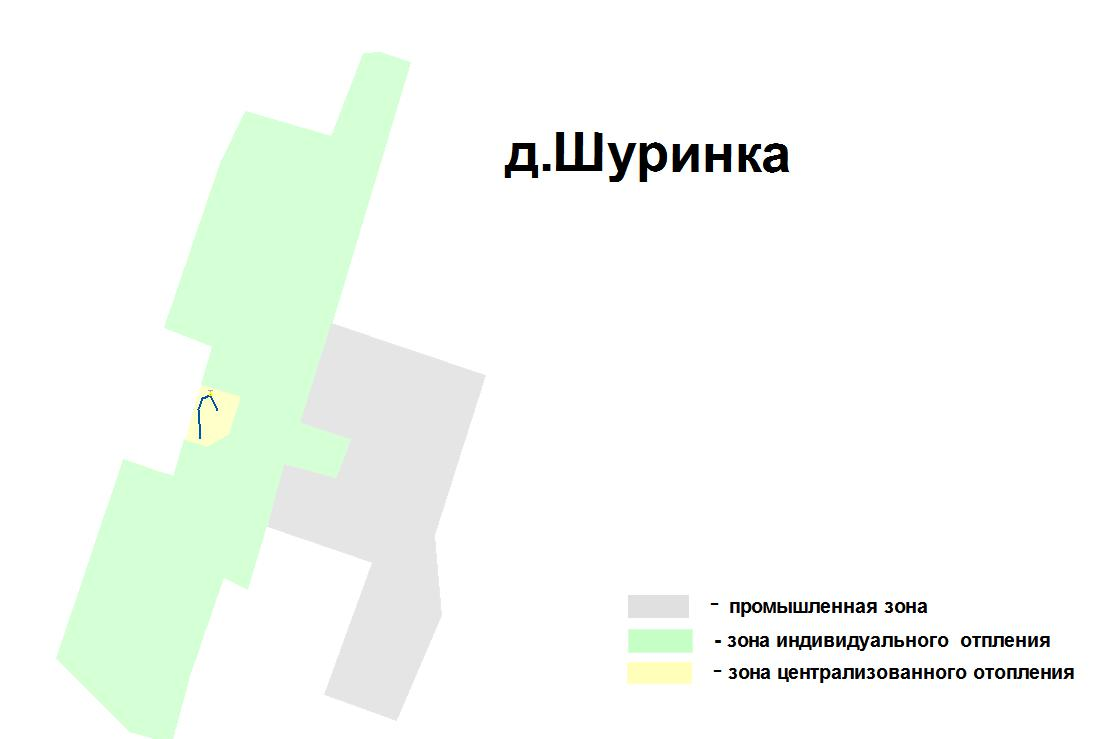 д.Шуринка
- промышленная зона
- зона индивидуального отпления
- зона централизованного отопления